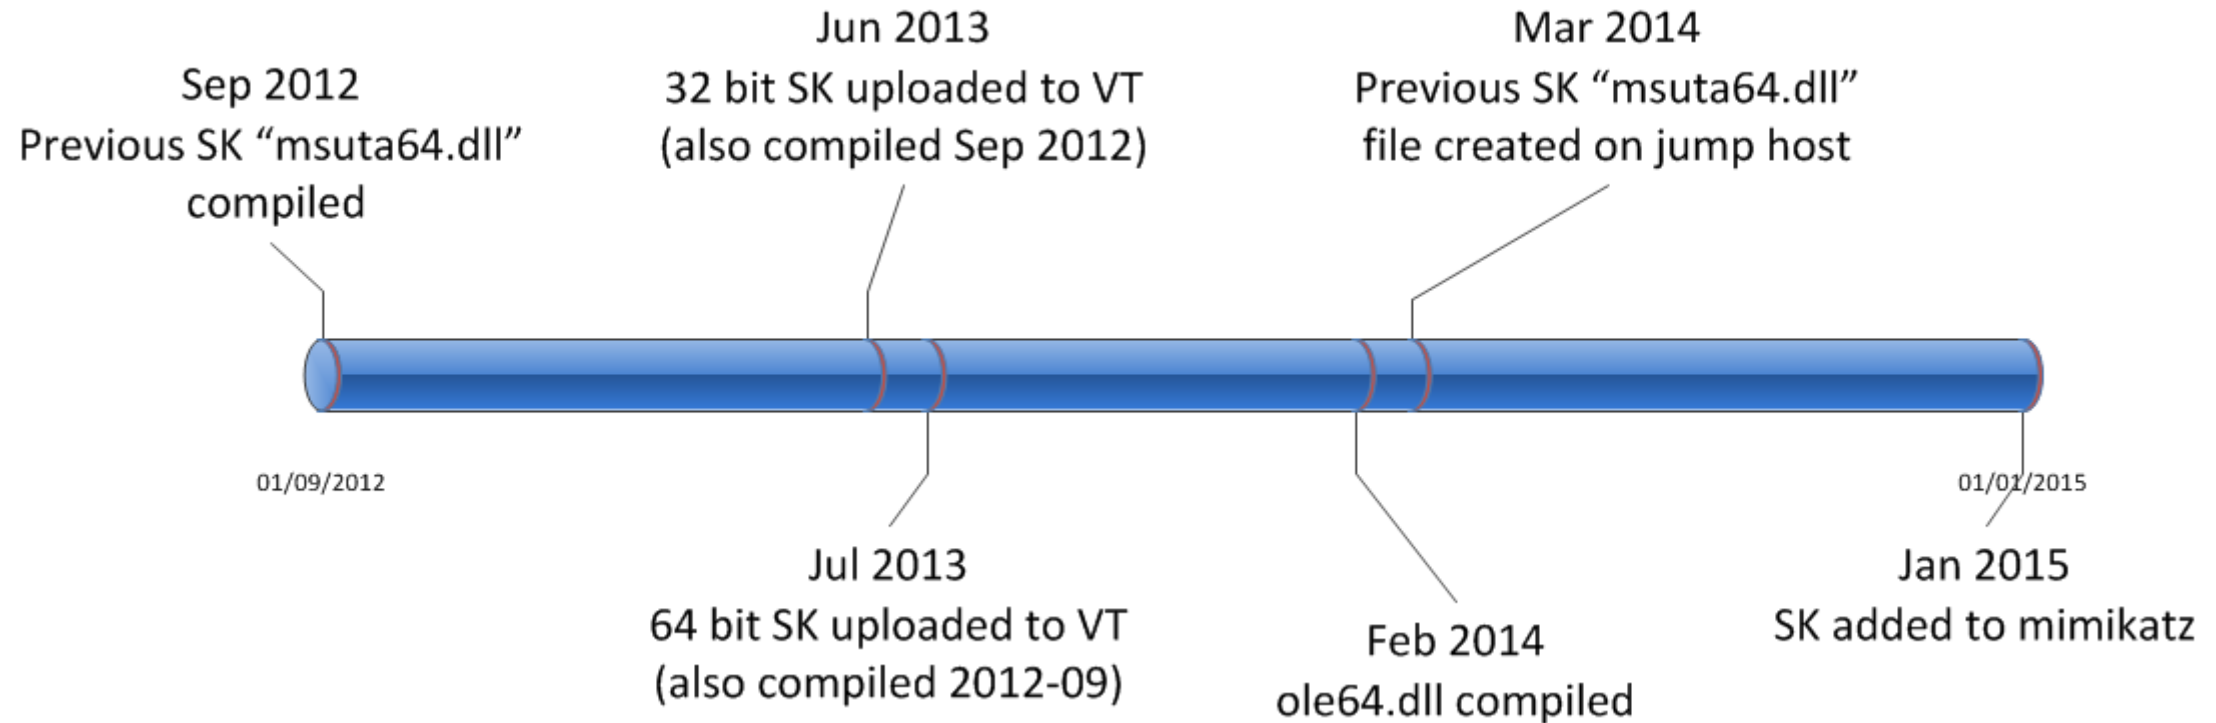 Sep 2012
Previous SK “msuta64.dll”
compiled
Jun 2013
32 bit SK uploaded to VT
(also compiled Sep 2012)
Mar 2014
Previous SK “msuta64.dll”
file created on jump host
01/09/2012
01/01/2015
Jul 2013
64 bit SK uploaded to VT
(also compiled 2012-09)
Feb 2014
ole64.dll compiled
Jan 2015
SK added to mimikatz